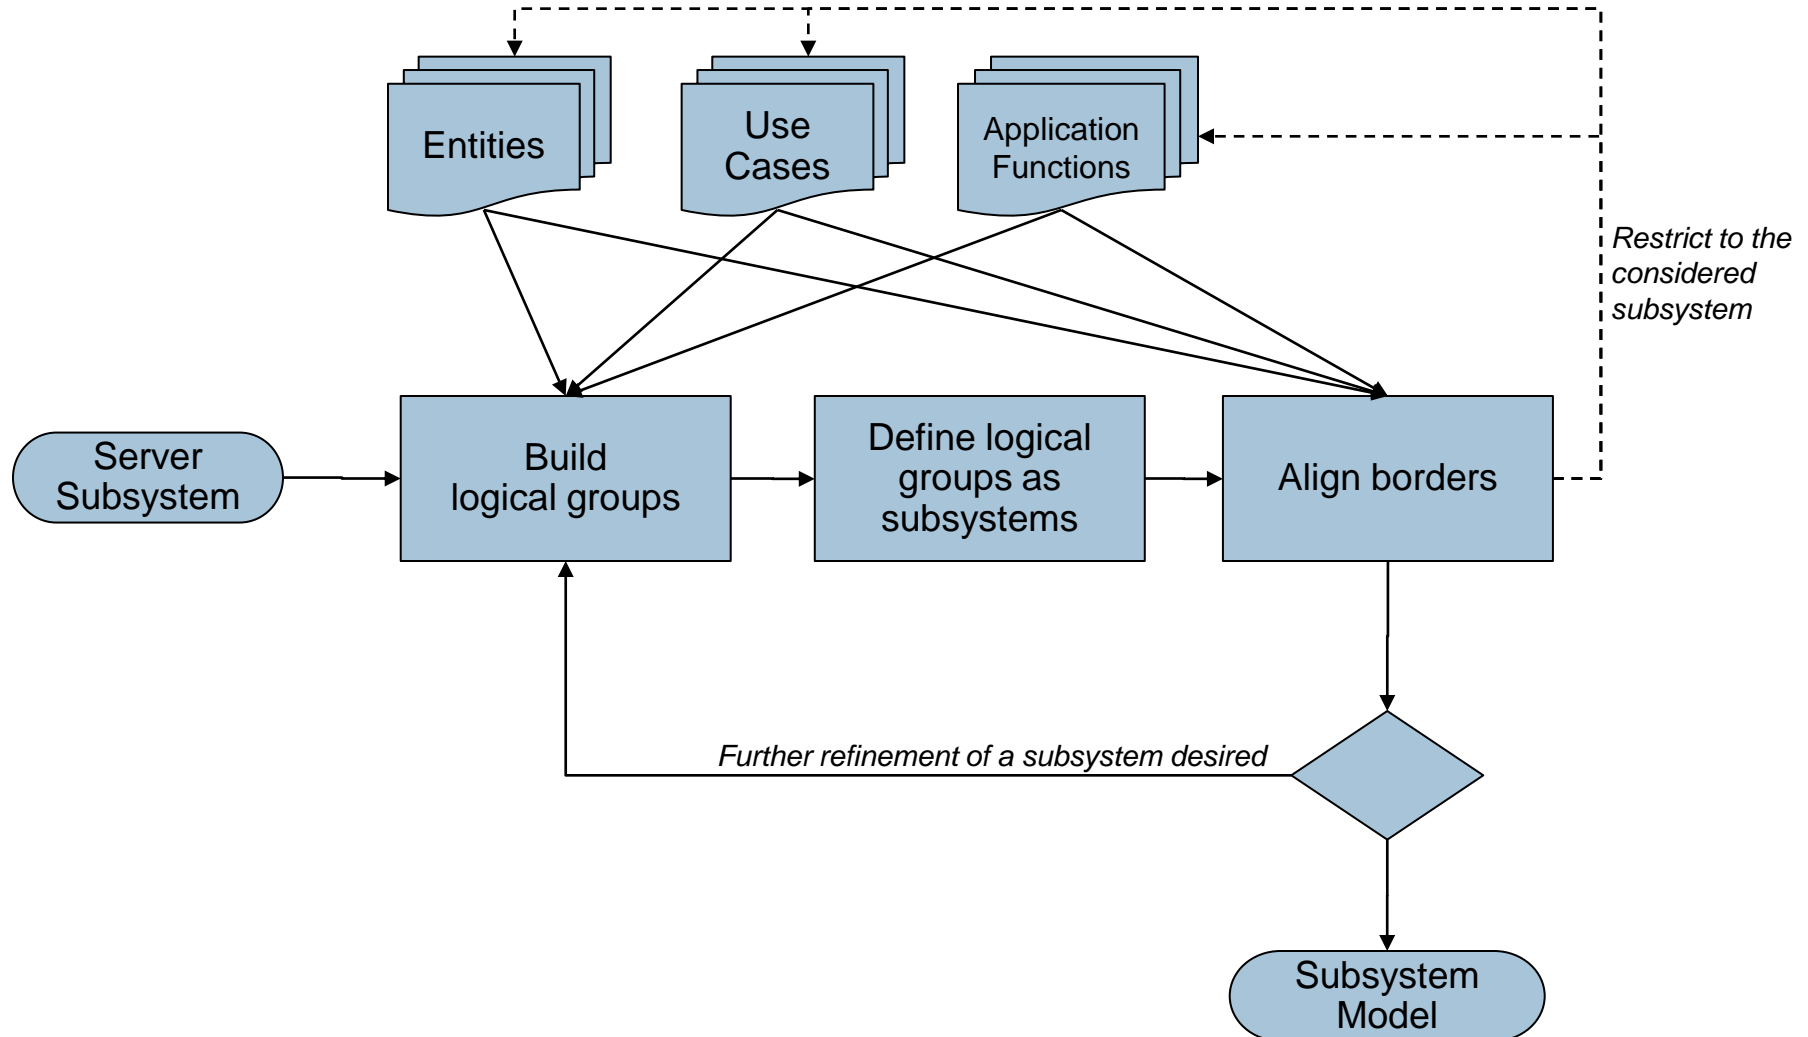 Entities
Use
Cases
Application
Functions
Restrict to the
considered
subsystem
Server
Subsystem
Build
logical groups
Define logical
groups as
subsystems
Align borders
Further refinement of a subsystem desired
Subsystem
Model